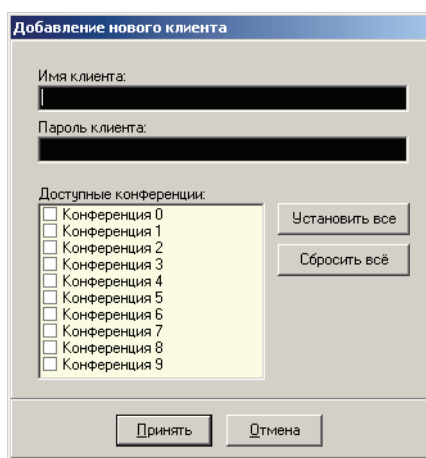 Добавление нового клиента
Имя клиента:
Пароль клиента:
Доступные конференции:
Конференция 0
Конференция 1
Конференция 2
Конференция 3
Конференция 4
Конференция 5
Конференция 6
Конференция 7
Конференция 8
Конференция 9
Установить все
Сбросить всё
Принять
Отмена